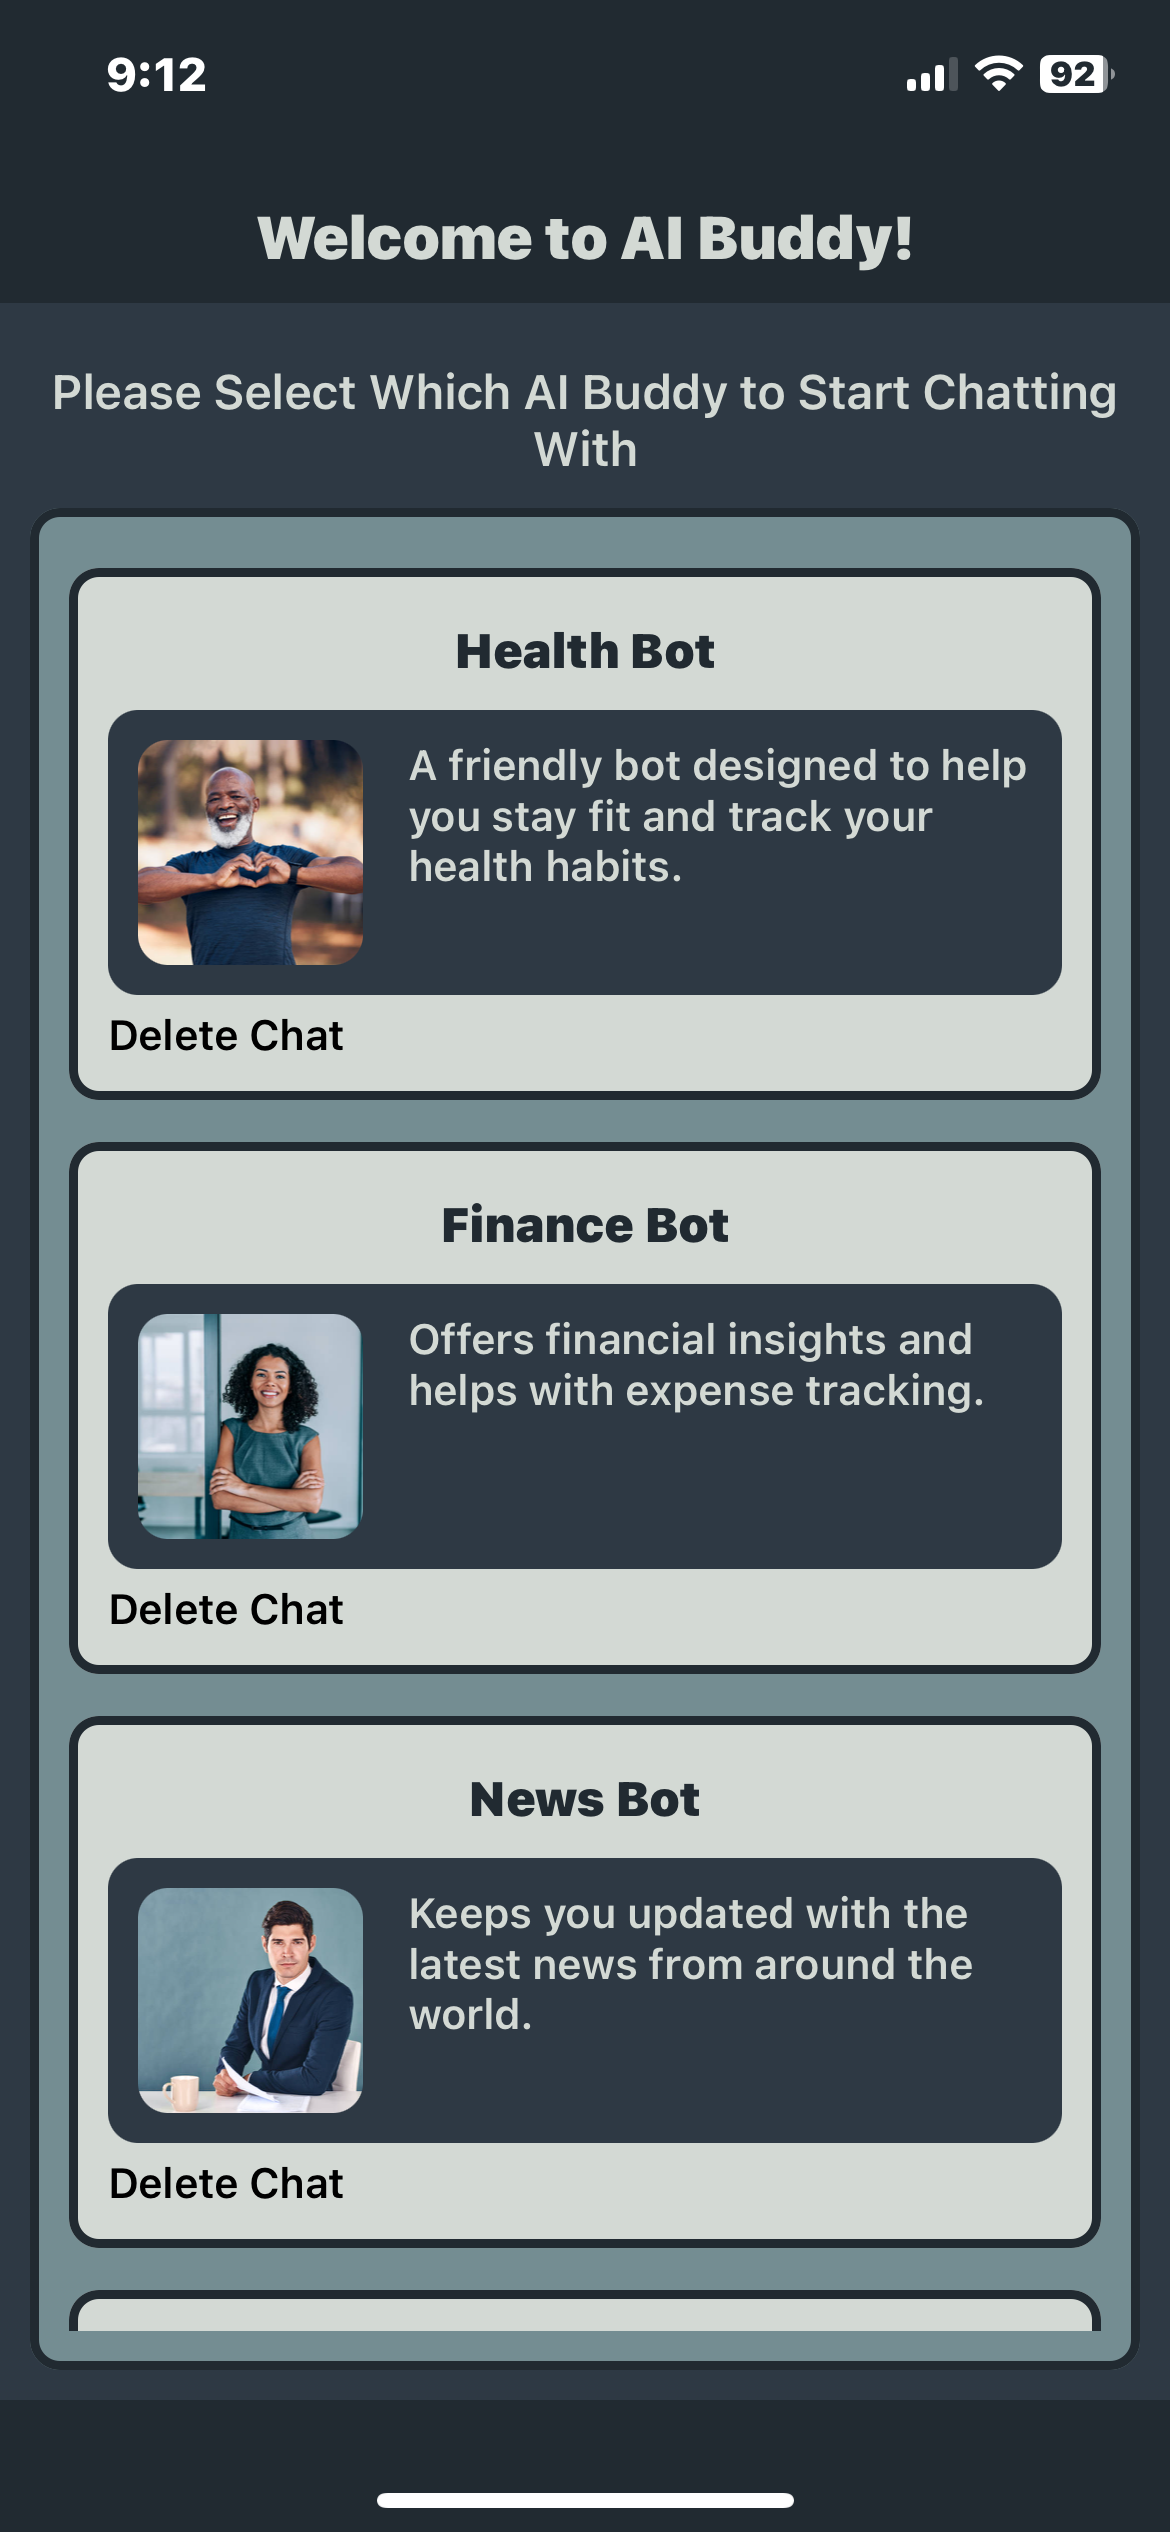 9:12
92
Welcome to AI Buddy!
Please Select Which AI Buddy to Start Chatting
With
Health Bot
A friendly bot designed to help
you stay fit and track your
health habits.
Delete Chat
Finance Bot
Offers financial insights and
helps with expense tracking.
Delete Chat
News Bot
Keeps you updated with the
latest news from around the
world.
Delete Chat